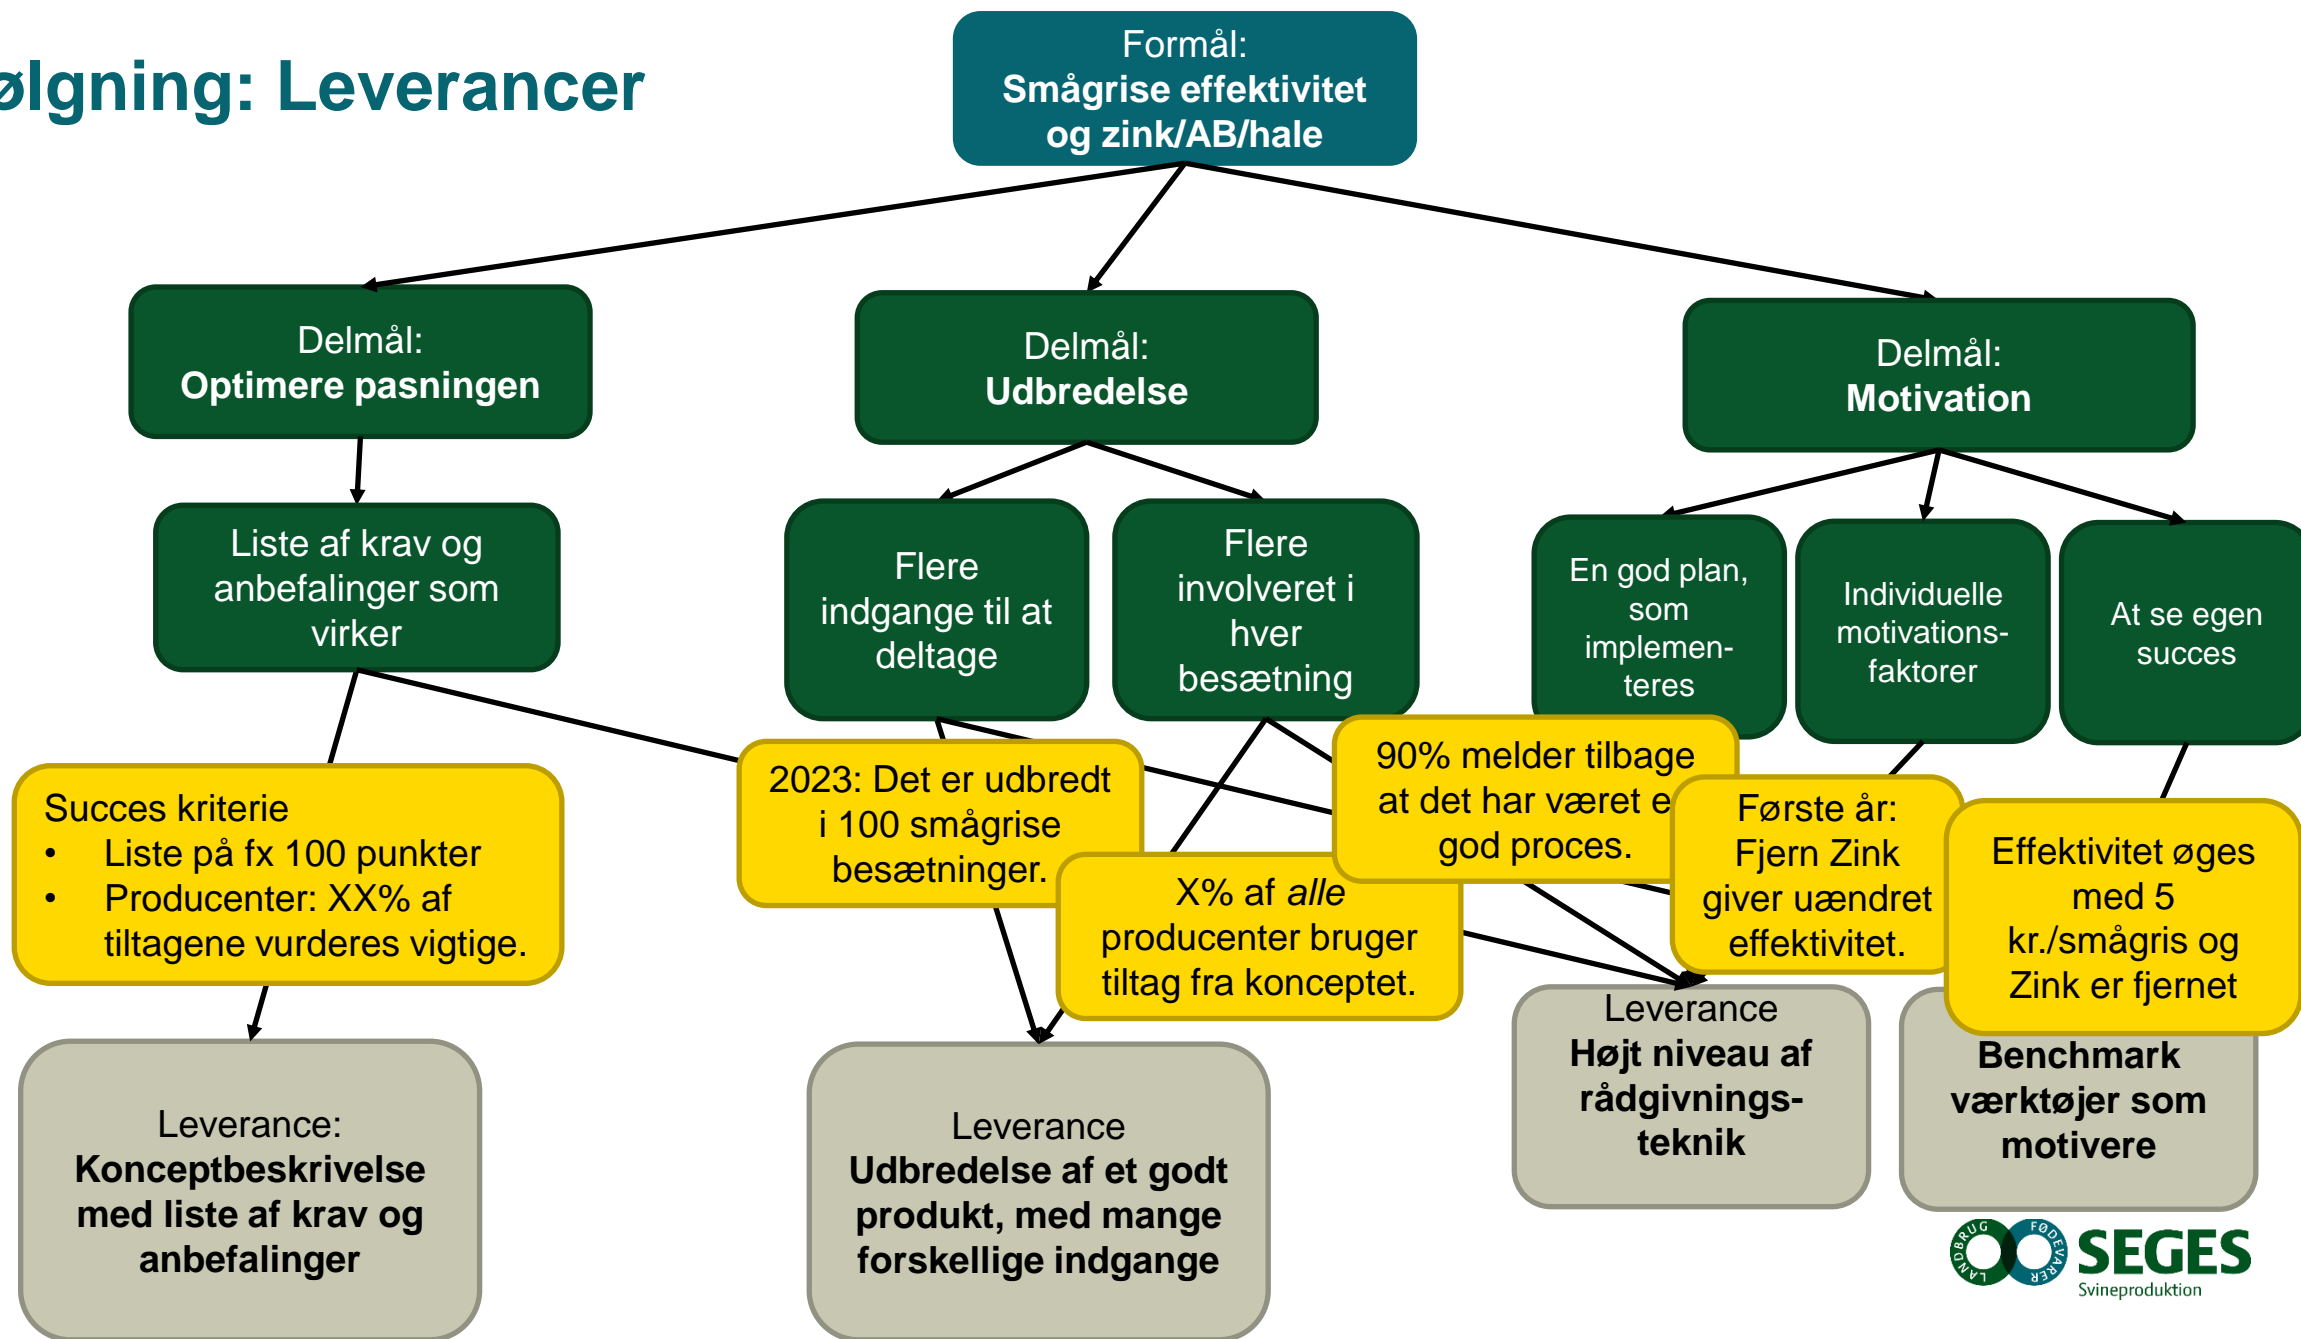 ølgning: Leverancer
Formål:
Smågrise effektivitet
og zink/AB/hale
Delmål:
Optimere pasningen
Delmål:
Udbredelse
Delmål:
Motivation
Liste af krav og
anbefalinger som
virker
Flere
indgange til at
deltage
Flere
involveret i
hver
besætning
En god plan,
som
implemen-
teres
Individuelle
motivations-
faktorer
At se egen
succes
Succes kriterie
• Liste på fx 100 punkter
• Producenter: XX% af
tiltagene vurderes vigtige.
2023: Det er udbredt
i 100 smågrise
besætninger.
X% af alle
producenter bruger
tiltag fra konceptet.
90% melder tilbage
at det har været e
god proces.
Første år:
Fjern Zink
giver uændret
effektivitet.
Effektivitet øges
med 5
kr./smågris og
Zink er fjernet
Leverance:
Konceptbeskrivelse
med liste af krav og
anbefalinger
Leverance
Udbredelse af et godt
produkt, med mange
forskellige indgange
Leverance
Højt niveau af
rådgivnings-
teknik
Benchmark
værktøjer som
motivere
LANDBRUG FØDEVARER
SEGES
Svineproduktion